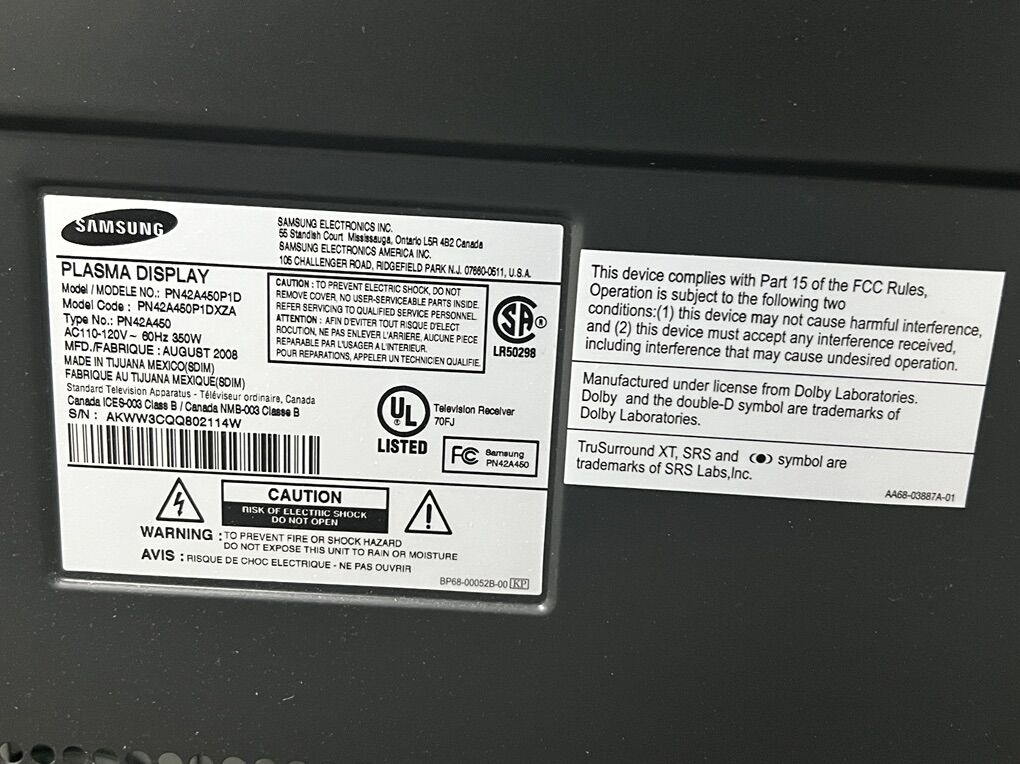 SAMSUNG
SAMSUNG ELECTRONICS INC.
55 Standish Court Mississauga, Ontario L5R 4B2 Canada
SAMSUNG ELECTRONICS AMERICA INC.
105 CHALLENGER ROAD, RIDGEFIELD PARK N.J. 07660-0511, U.S.A.
PLASMA DISPLAY
Model / MODELE NO.: PN42A450P1D
Model Code : PN42A450P1DXZA
Type No.: PN42A450
AC110-120V~ 60Hz 350W
MFD./FABRIQUE : AUGUST 2008
MADE IN TIJUANA MEXICO(SDIM)
FABRIQUE AU TIJUANA MEXIQUE(SDIM)
Standard Television Apparatus - Téléviseur ordinaire, Canada
Canada ICES-003 Class B / Canada NMB-003 Classe B
S/N : AKWW3CQQ802114W
CAUTION : TO PREVENT ELECTRIC SHOCK, DO NOT
REMOVE COVER, NO USER-SERVICEABLE PARTS INSIDE.
REFER SERVICING TO QUALIFIED SERVICE PERSONNEL.
ATTENTION : AFIN D'EVITER TOUT RISQUE D'ELECT
ROCUTION, NE PAS ENLEVER L'ARRIERE, AUCUNE PIECE
REPARABLE PAR L'USAGER A L'INTERIEUR.
POUR REPARATIONS, APPELER UN TECHNICIEN QUALIFIE.
SA ®
LR50298
UL
LISTED
Television Receiver
70FJ
FC
Samsung
PN42A450
CAUTION
RISK OF ELECTRIC SHOCK
DO NOT OPEN
WARNING : TO PREVENT FIRE OR SHOCK HAZARD
DO NOT EXPOSE THIS UNIT TO RAIN OR MOISTURE
AVIS : RISQUE DE CHOC ELECTRIQUE - NE PAS OUVRIR
BP68-00052B-00 KP
This device complies with Part 15 of the FCC Rules,
Operation is subject to the following two
conditions:(1) this device may not cause harmful interference,
and (2) this device must accept any interference received,
including interference that may cause undesired operation.
Manufactured under license from Dolby Laboratories.
Dolby and the double-D symbol are trademarks of
Dolby Laboratories.
TruSurround XT, SRS and (●) symbol are
trademarks of SRS Labs,Inc.
AA68-03887A-01